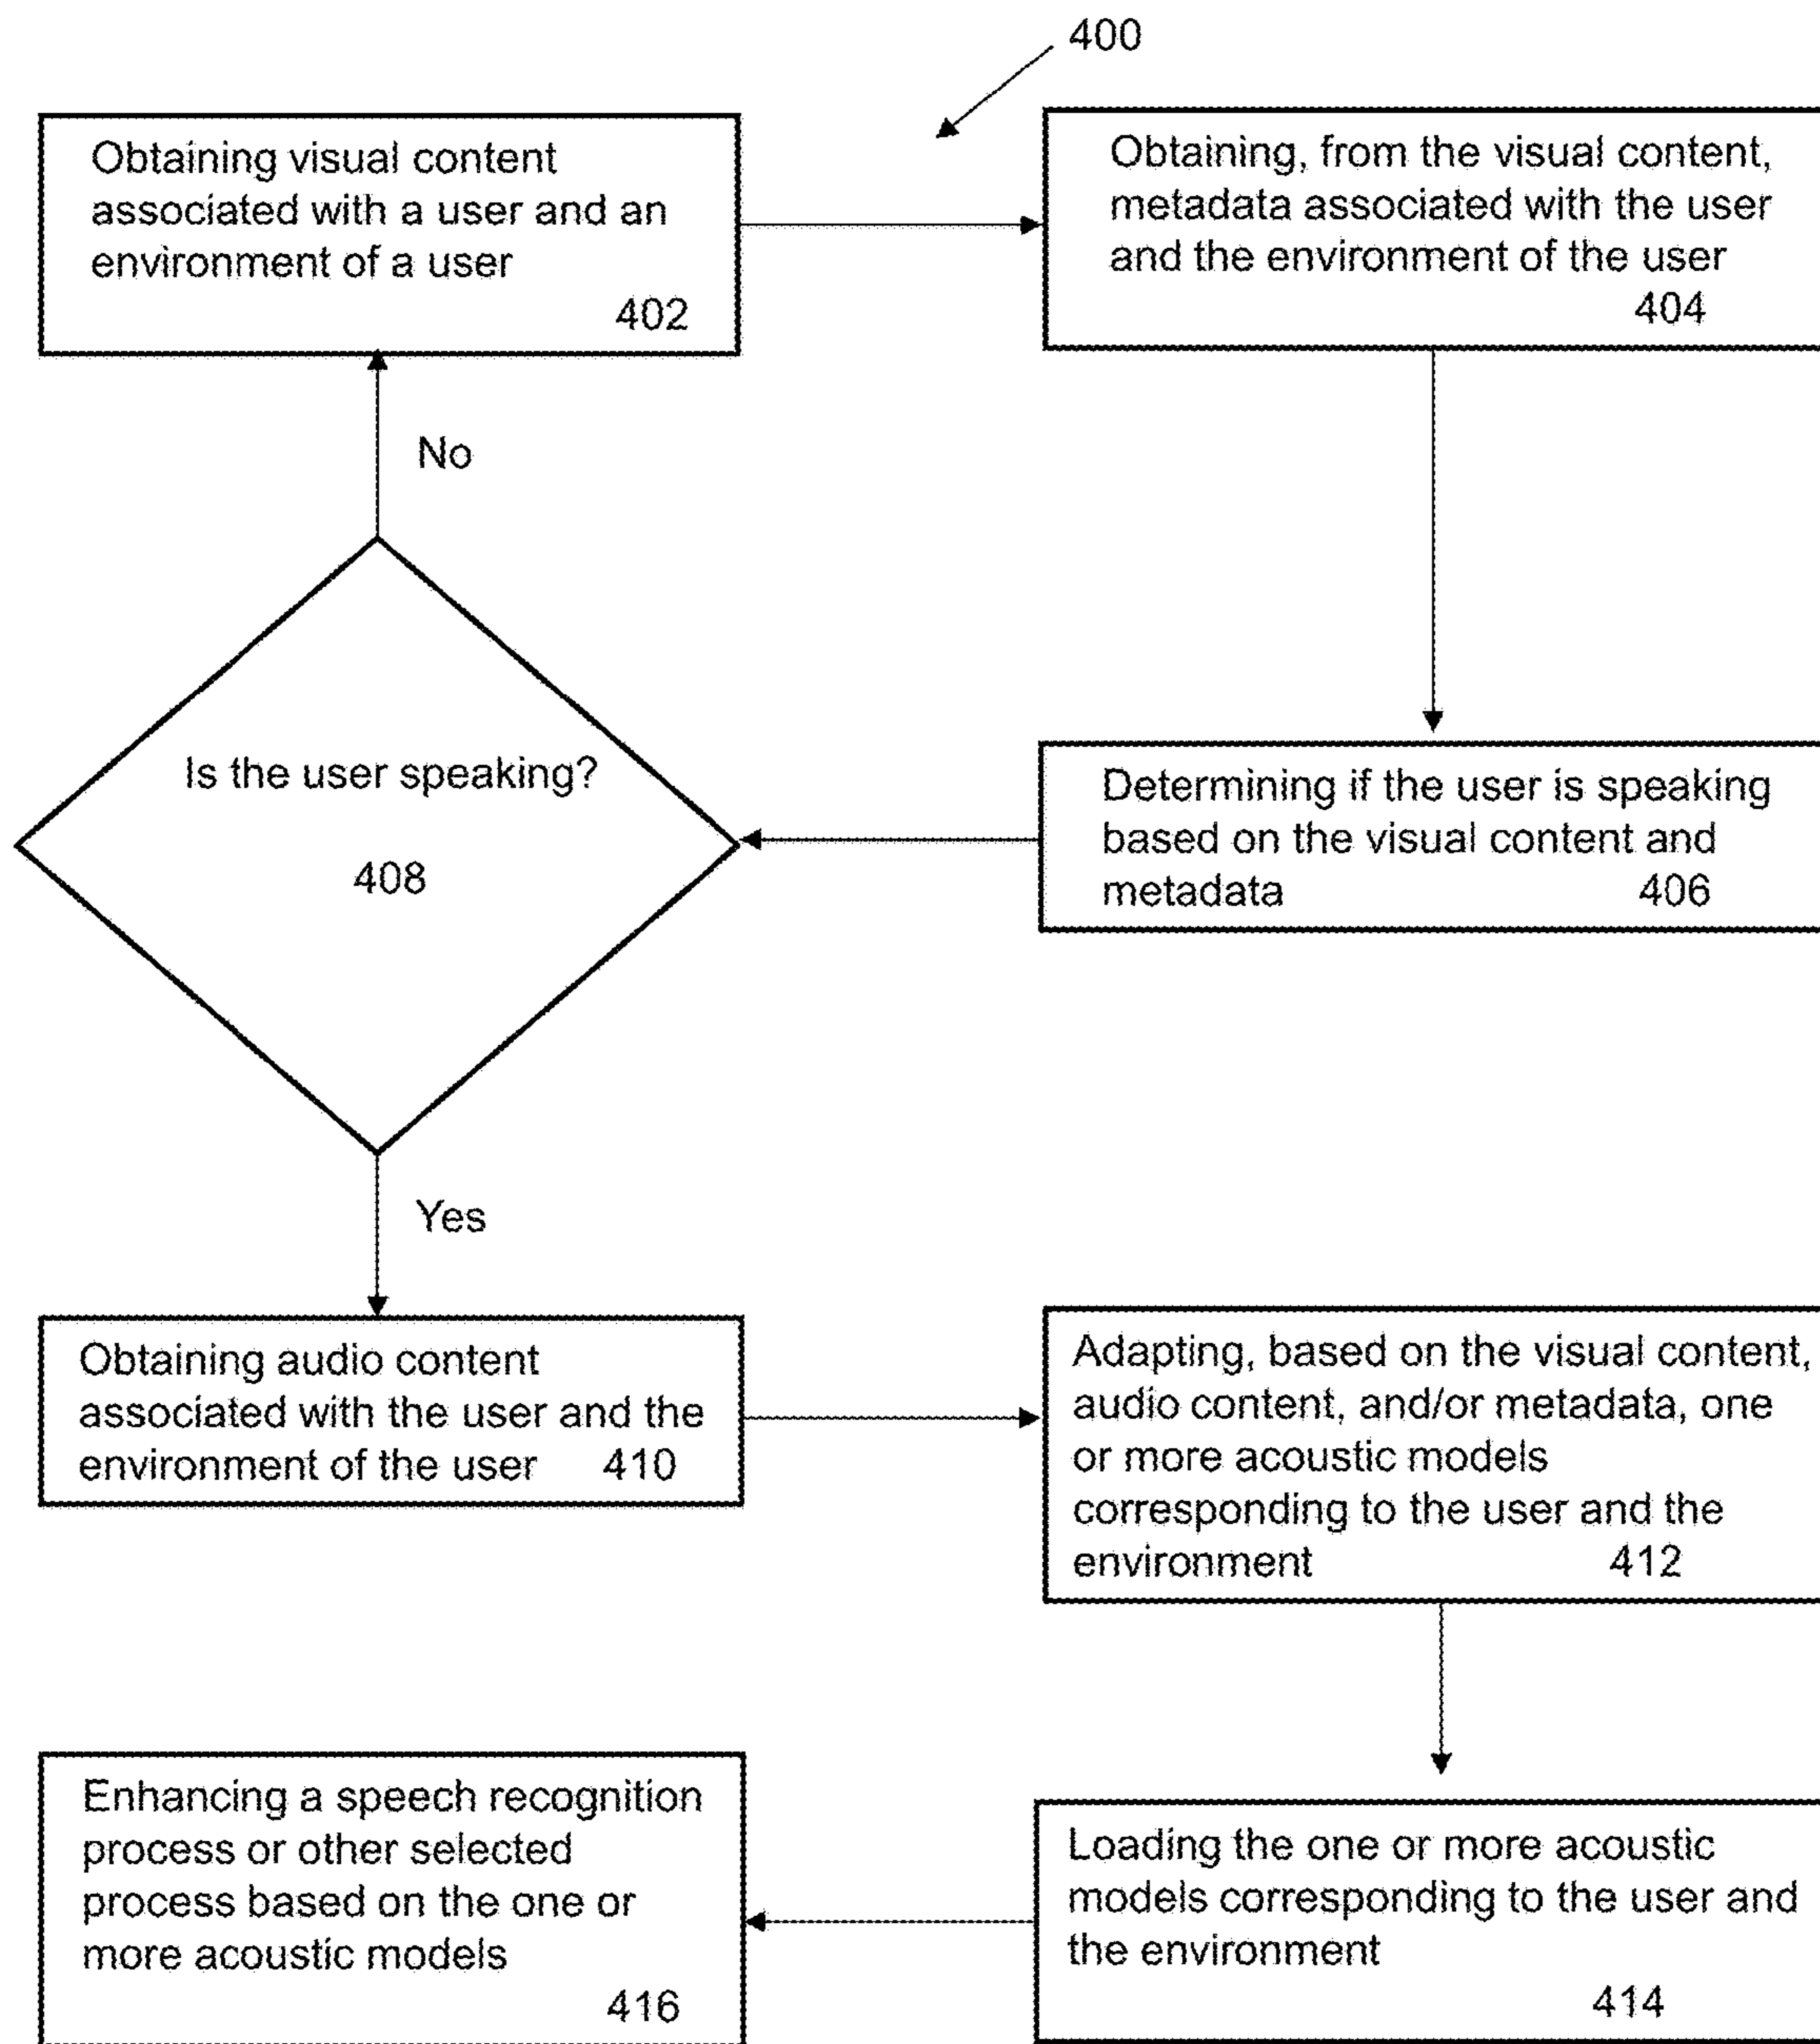 400
Obtaining visual content
associated with a user and an
environment of a user
402
Obtaining, from the visual content,
metadata associated with the user
and the environment of the user
404
No
Is the user speaking?
408
Determining if the user is speaking
based on the visual content and
metadata 406
Yes
Obtaining audio content
associated with the user and the
environment of the user 410
Adapting, based on the visual content,
audio content, and/or metadata, one
or more acoustic models
corresponding to the user and the
environment 412
Enhancing a speech recognition
process or other selected
process based on the one or
more acoustic models
416
Loading the one or more acoustic
models corresponding to the user and
the environment
414